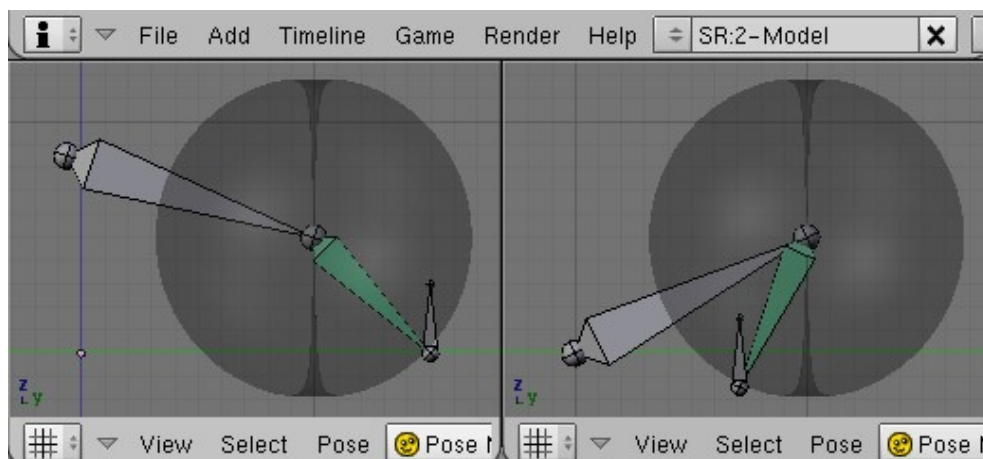 File Add Timeline Game Render Help SR:2-Model
z y
z y
View Select Pose Pose
View Select Pose Pose